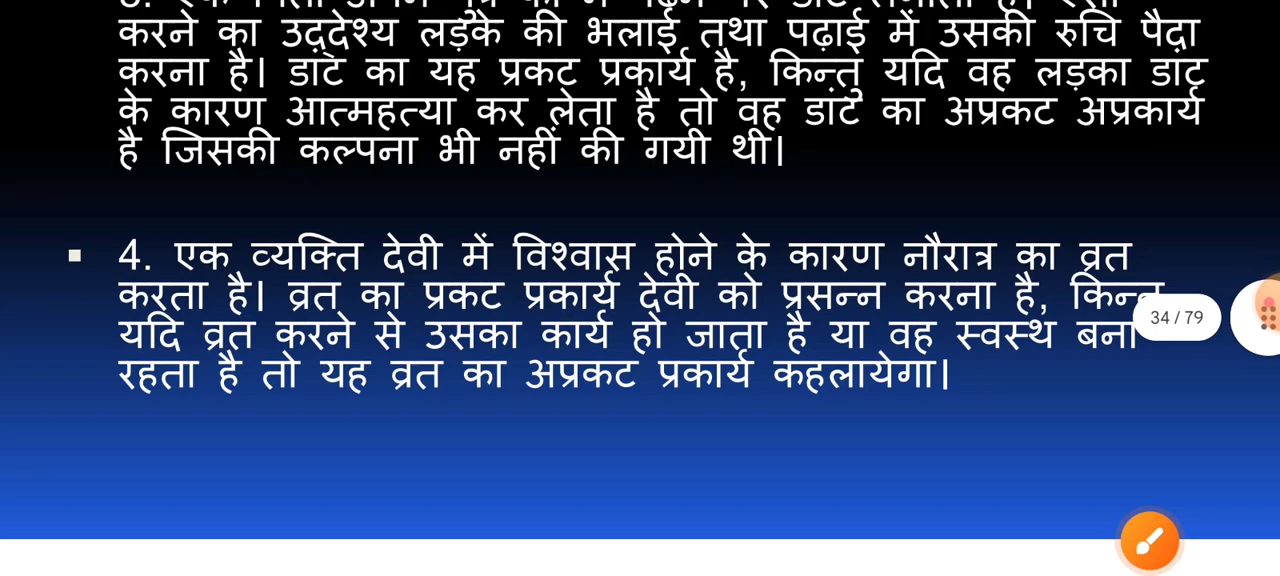 करने का उद्देश्य लड़के की भलाई तथा पढ़ाई में उसकी रुचि पैदा
करना है। डांट का यह प्रकट प्रकार्य है, किन्तु यदि वह लड़का डांट
के कारण आत्महत्या कर लेता है तो वह डांट का अप्रकट अप्रकार्य
है जिसकी कल्पना भी नहीं की गयी थी।
▪ 4. एक व्यक्ति देवी में विश्वास होने के कारण नौरात्र का व्रत
करता है। व्रत का प्रकट प्रकार्य देवी को प्रसन्न करना है,
34 / 79
यदि व्रत करने से उसका कार्य हो जाता है या वह स्वस्थ बना
रहता है तो यह व्रत का अप्रकट प्रकार्य कहलायेगा।